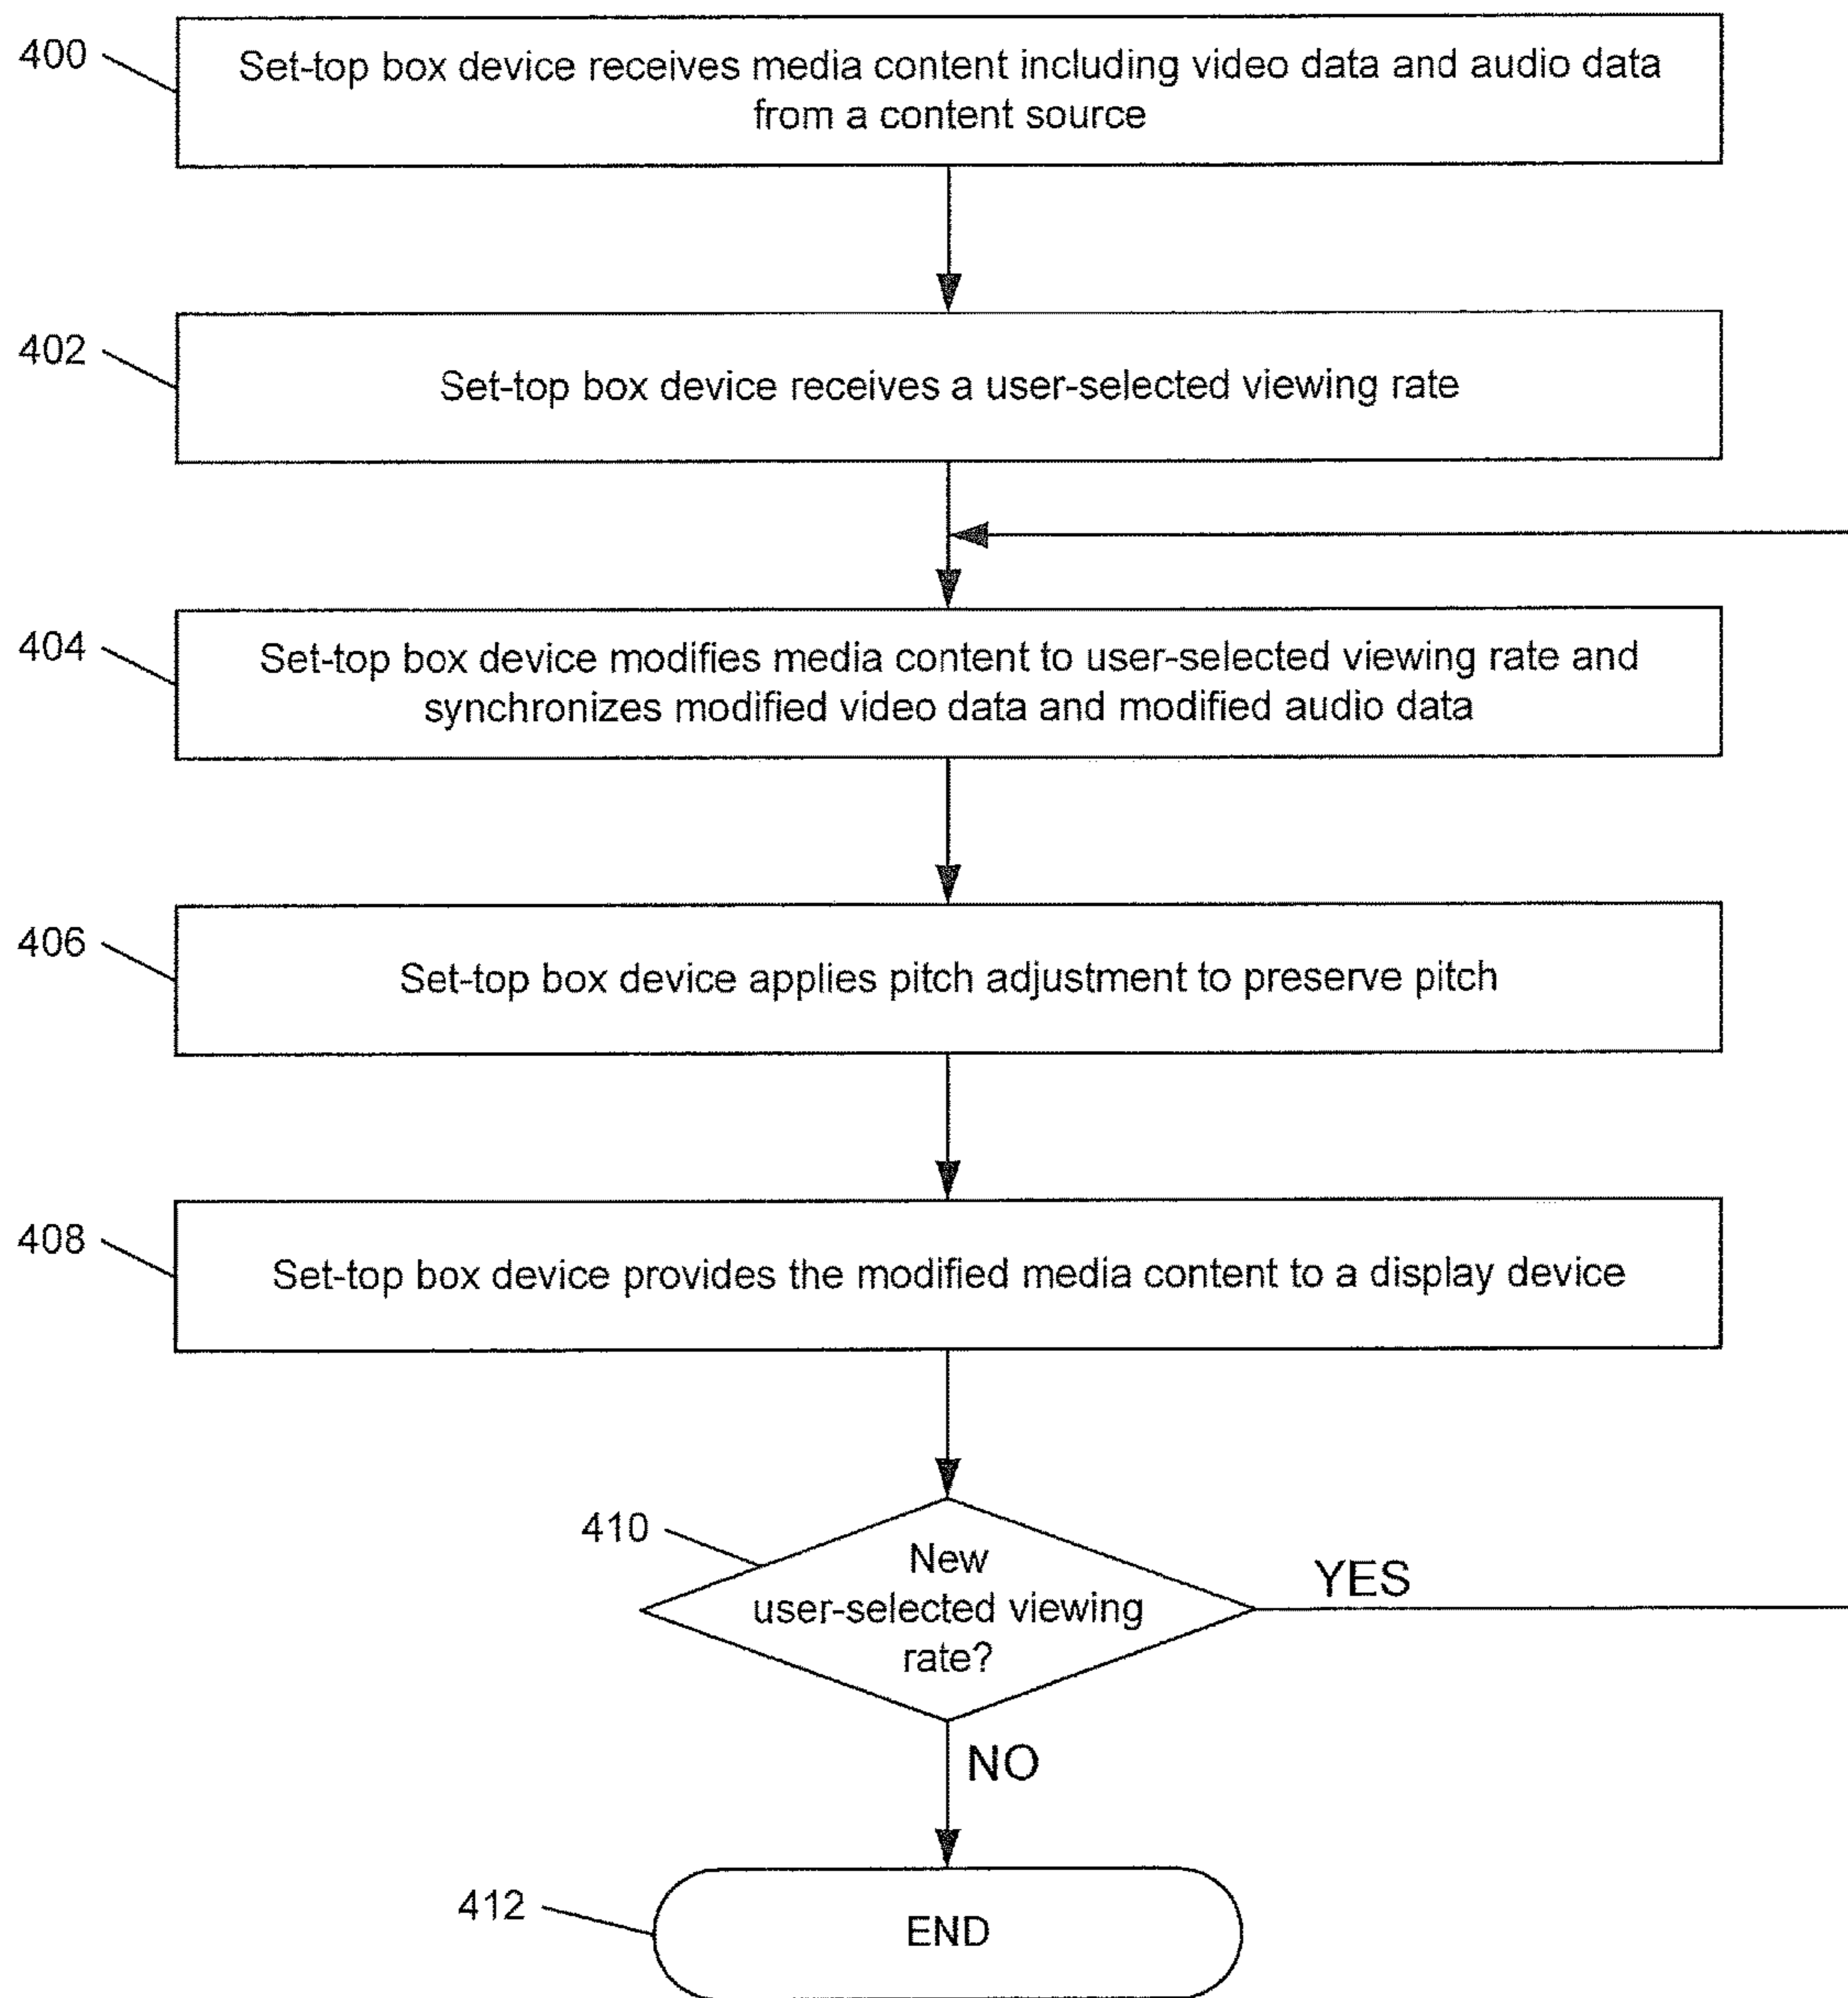 400
Set-top box device receives media content including video data and audio data
from a content source
402
Set-top box device receives a user-selected viewing rate
404
Set-top box device modifies media content to user-selected viewing rate and
synchronizes modified video data and modified audio data
406
Set-top box device applies pitch adjustment to preserve pitch
408
Set-top box device provides the modified media content to a display device
410
New
user-selected viewing
rate?
YES
NO
412
END